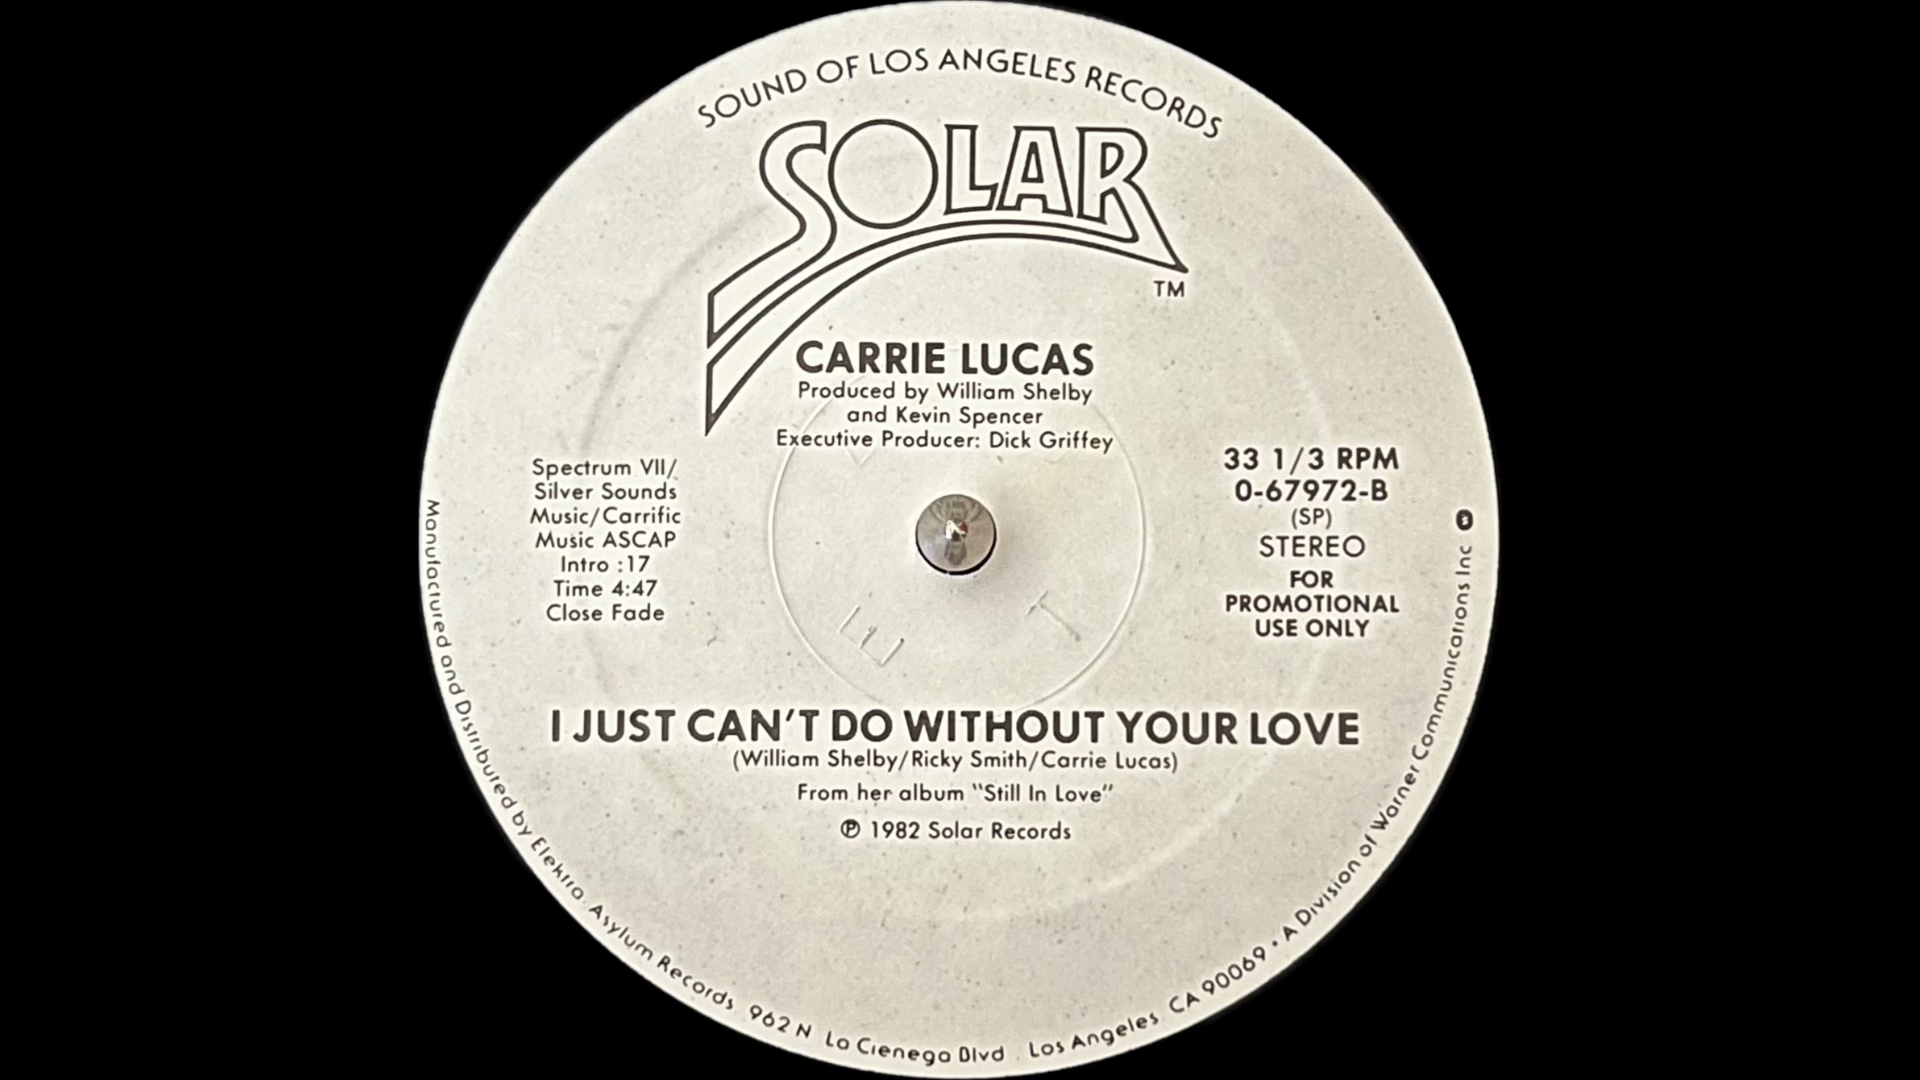 SOUND OF LOS ANGELES RECORDS
SOLAR
TM
CARRIE LUCAS
Produced by William Shelby
and Kevin Spencer
Executive Producer: Dick Griffey
Spectrum VII/
Silver Sounds
Music/Carrific
Music ASCAP
Intro :17
Time 4:47
Close Fade
33 1/3 RPM
0-67972-B
(SP)
STEREO
FOR
PROMOTIONAL
USE ONLY
I JUST CAN'T DO WITHOUT YOUR LOVE
(William Shelby/Ricky Smith/Carrie Lucas)
From her album "Still In Love"
℗ 1982 Solar Records
Manufactured and Distributed by Elektra/Asylum Records 962 N La Cienega Blvd Los Angeles CA 90069 • A Division of Warner Communications Inc